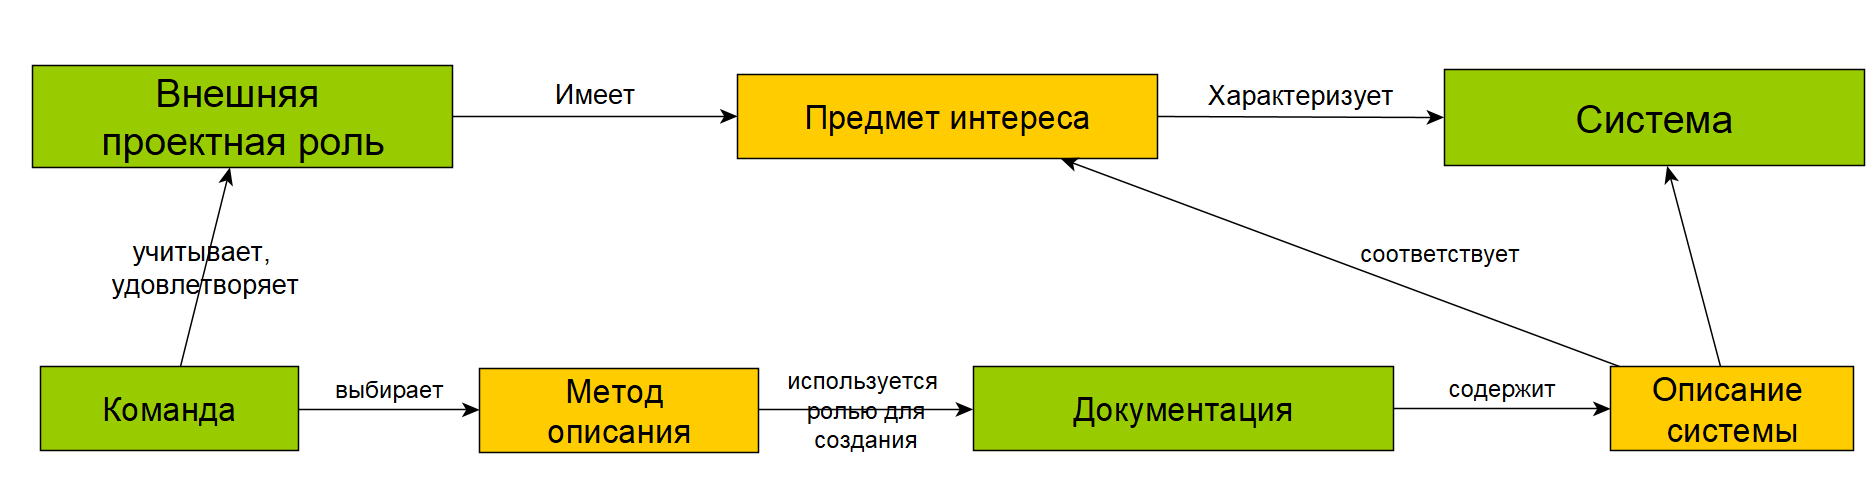 Внешняя
проектная роль
Имеет
Предмет интереса
Характеризует
Система
учитывает,
удовлетворяет
соответствует
Команда
выбирает
Метод
описания
используется
ролью для
создания
Документация
содержит
Описание
системы